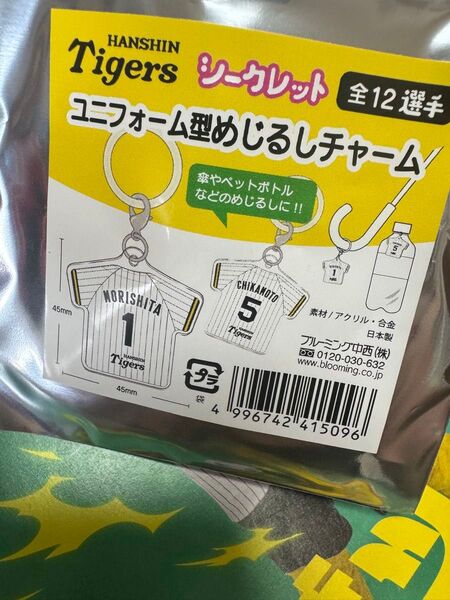 HANSHIN
Tigers
シークレット
全12選手
ユニフォーム型めじるしチャーム
傘やペットボトル
などのめじるしに!!
45mm
MORISHITA
1
HANSHIN
Tigers
45mm
CHIKAMOTO
5
HANSHIN
Tigers
1
5
素材/アクリル・合金
日本製
ブルーミング中西(株)
0120-030-632
www.blooming.co.jp
プラ
袋
4 996742 415096